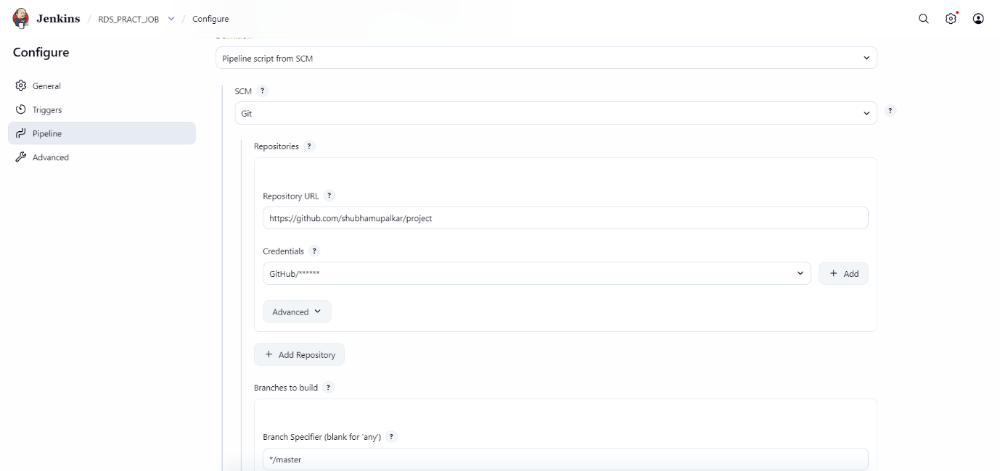 Jenkins / RDS_PRACT_JOB / Configure
Configure
General
Triggers
Pipeline
Advanced
Definition
Pipeline script from SCM
SCM ?
Git
?
Repositories ?
Repository URL ?
https://github.com/shubhamupalkar/project
Credentials ?
GitHub/******
+ Add
Advanced
+ Add Repository
Branches to build ?
Branch Specifier (blank for 'any') ?
*/master